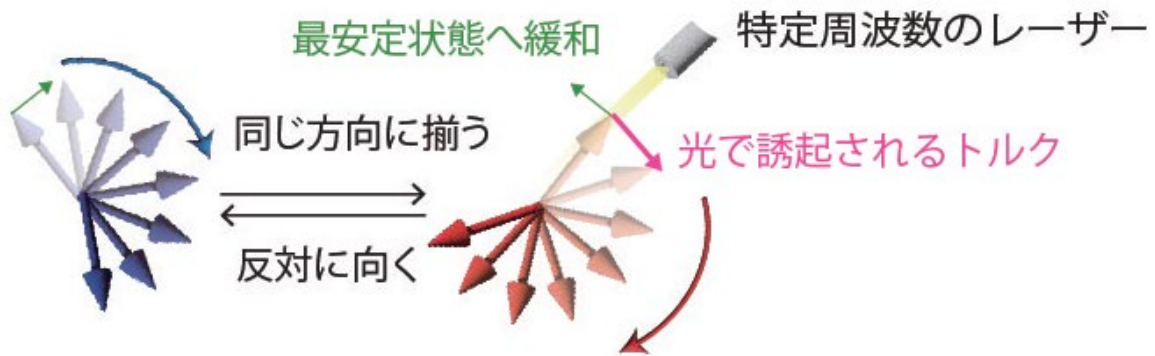 最安定状態へ緩和
特定周波数のレーザー
同じ方向に揃う
光で誘起されるトルク
反対に向く